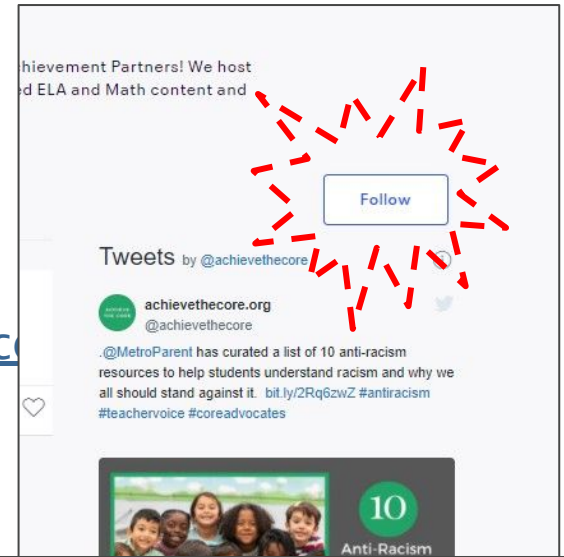 hievement Partners! We host
ed ELA and Math content and
Follow
Tweets by @achievethecore
achievethecore.org
@achievethecore
.@MetroParent has curated a list of 10 anti-racism
resources to help students understand racism and why we
all should stand against it. bit.ly/2Rq6zwZ #antiracism
#teachervoice #coreadvocates
10
Anti-Racism